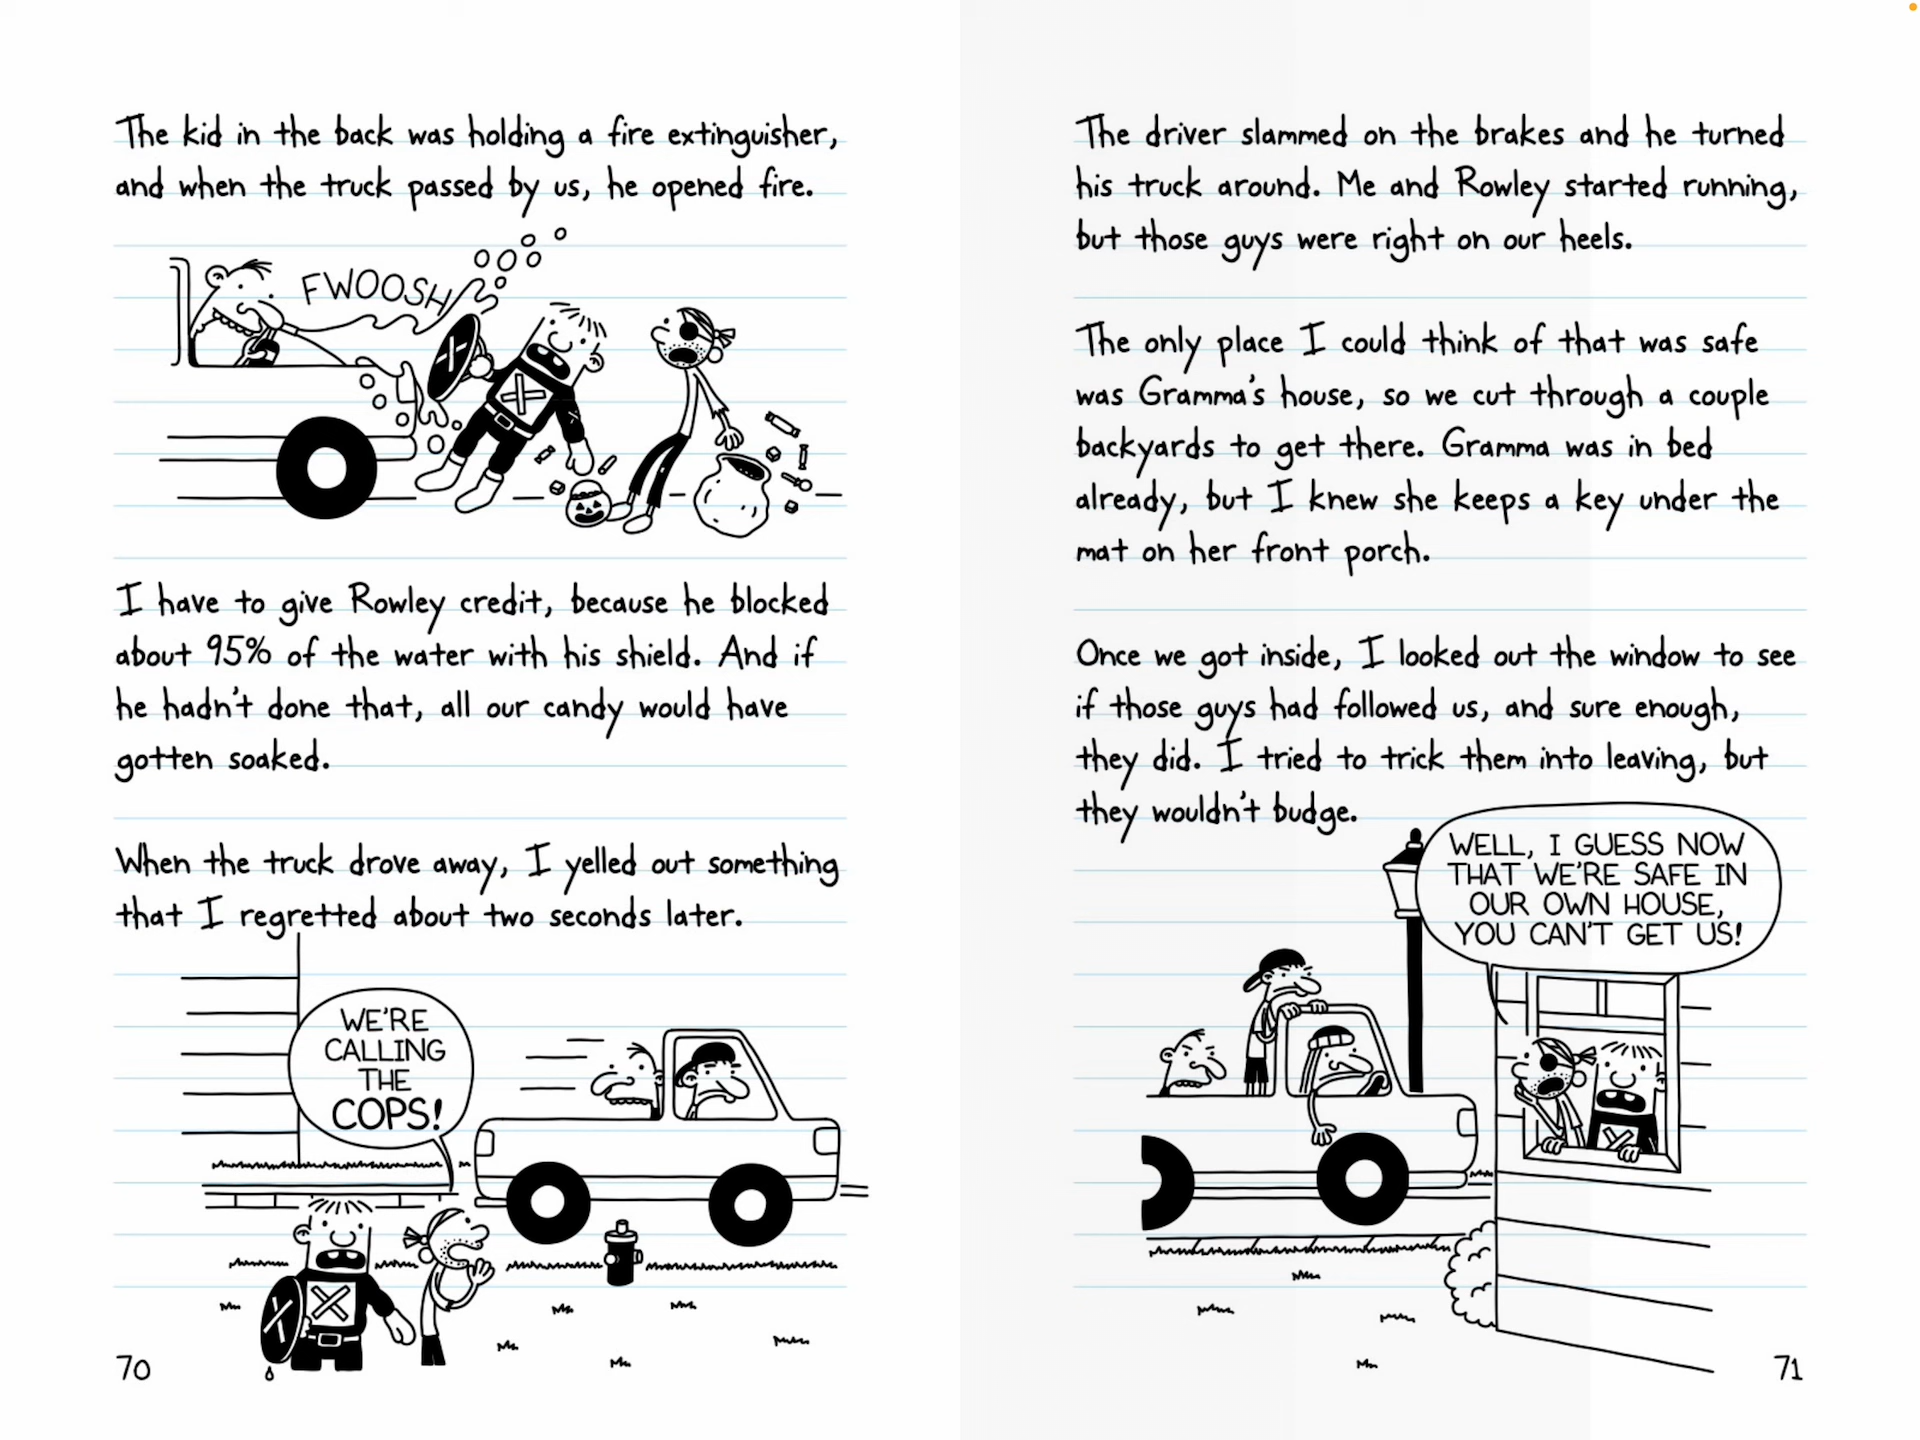 The kid in the back was holding a fire extinguisher,
and when the truck passed by us, he opened fire.
FWOOSH
I have to give Rowley credit, because he blocked
about 95% of the water with his shield. And if
he hadn't done that, all our candy would have
gotten soaked.
When the truck drove away, I yelled out something
that I regretted about two seconds later.
WE'RE
CALLING
THE
COPS!
70
The driver slammed on the brakes and he turned
his truck around. Me and Rowley started running,
but those guys were right on our heels.
The only place I could think of that was safe
was Gramma's house, so we cut through a couple
backyards to get there. Gramma was in bed
already, but I knew she keeps a key under the
mat on her front porch.
Once we got inside, I looked out the window to see
if those guys had followed us, and sure enough,
they did. I tried to trick them into leaving, but
they wouldn't budge.
WELL, I GUESS NOW
THAT WE'RE SAFE IN
OUR OWN HOUSE,
YOU CAN'T GET US!
71